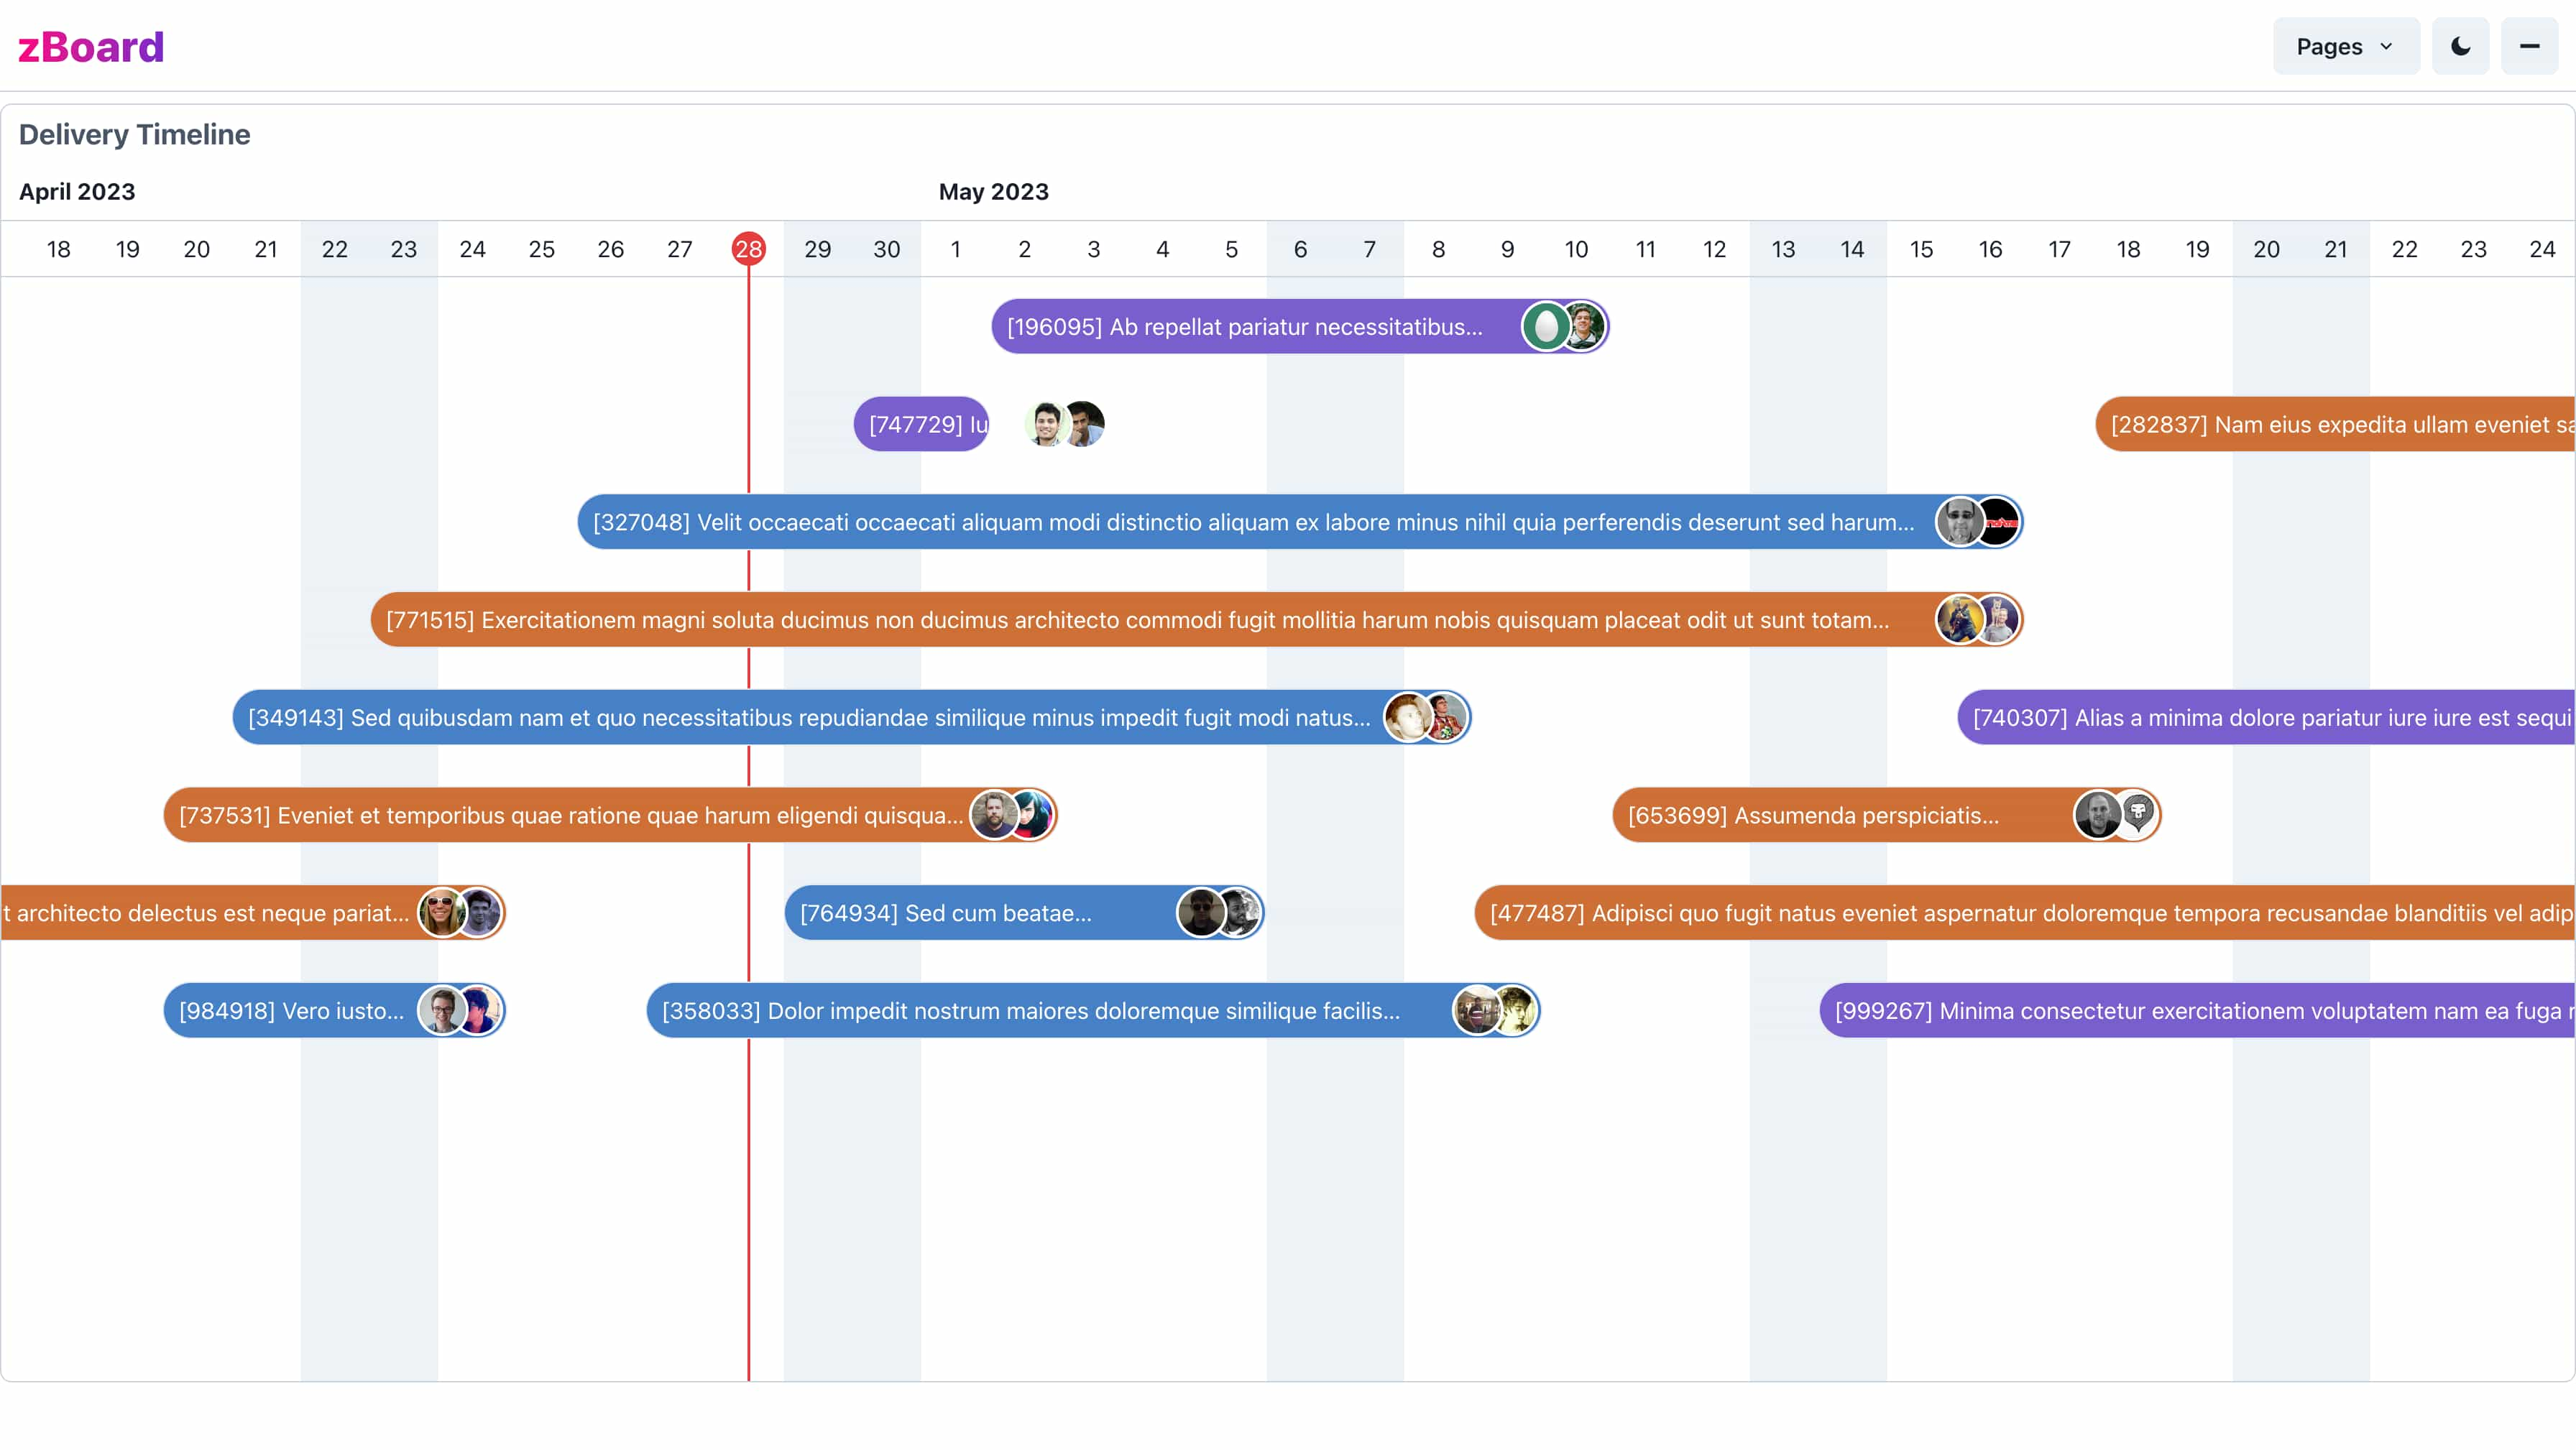 zBoard
Pages
Delivery Timeline
April 2023 May 2023
18 19 20 21 22 23 24 25 26 27 28 29 30 1 2 3 4 5 6 7 8 9 10 11 12 13 14 15 16 17 18 19 20 21 22 23 24
[196095] Ab repellat pariatur necessitatibus...
[747729] Iu
[282837] Nam eius expedita ullam eveniet sa
[327048] Velit occaecati occaecati aliquam modi distinctio aliquam ex labore minus nihil quia perferendis deserunt sed harum...
[771515] Exercitationem magni soluta ducimus non ducimus architecto commodi fugit mollitia harum nobis quisquam placeat odit ut sunt totam...
[349143] Sed quibusdam nam et quo necessitatibus repudiandae similique minus impedit fugit modi natus...
[740307] Alias a minima dolore pariatur iure iure est sequi
[737531] Eveniet et temporibus quae ratione quae harum eligendi quisqua...
[653699] Assumenda perspiciatis...
t architecto delectus est neque pariat...
[764934] Sed cum beatae...
[477487] Adipisci quo fugit natus eveniet aspernatur doloremque tempora recusandae blanditiis vel adip
[984918] Vero iusto...
[358033] Dolor impedit nostrum maiores doloremque similique facilis...
[999267] Minima consectetur exercitationem voluptatem nam ea fuga